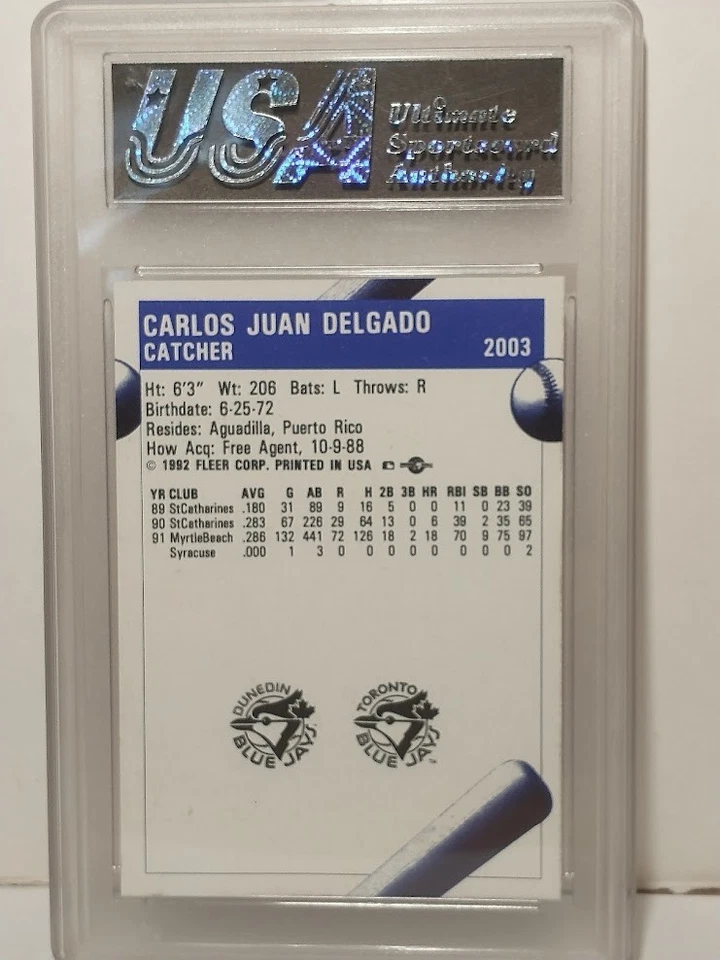 USA
Ultimate
Sportscard
Authority
CARLOS JUAN DELGADO
CATCHER 2003
Ht: 6'3" Wt: 206 Bats: L Throws: R
Birthdate: 6-25-72
Resides: Aguadilla, Puerto Rico
How Acq: Free Agent, 10-9-88
© 1992 FLEER CORP. PRINTED IN USA
YR CLUB AVG G AB R H 2B 3B HR RBI SB BB SO
89 StCatharines .180 31 89 9 16 5 0 0 11 0 23 39
90 StCatharines .283 67 226 29 64 13 0 6 39 2 35 65
91 MyrtleBeach .286 132 441 72 126 18 2 18 70 9 75 97
Syracuse .000 1 3 0 0 0 0 0 0 0 0 2
DUNEDIN
BLUE JAYS
TORONTO
BLUE JAYS